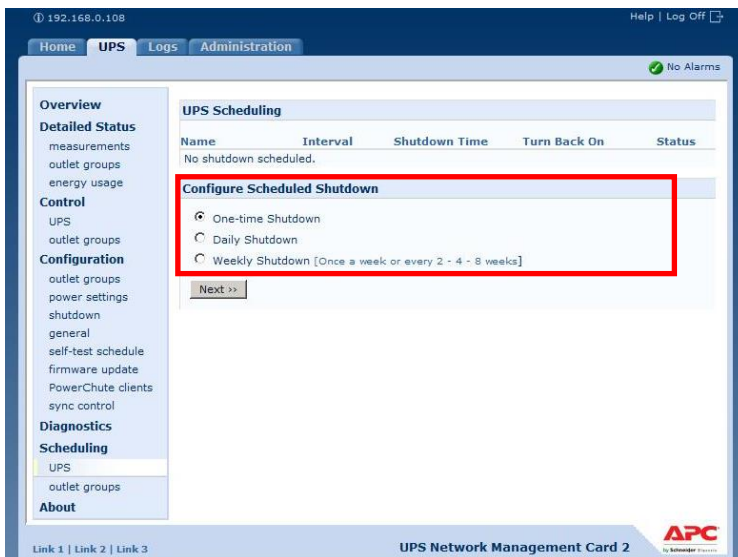 192.168.0.108
Help | Log Off
Home UPS Logs Administration
No Alarms
Overview
Detailed Status
measurements
outlet groups
energy usage
Control
UPS
outlet groups
Configuration
outlet groups
power settings
shutdown
general
self-test schedule
firmware update
PowerChute clients
sync control
Diagnostics
Scheduling
UPS
outlet groups
About
UPS Scheduling
Name Interval Shutdown Time Turn Back On Status
No shutdown scheduled.
Configure Scheduled Shutdown
One-time Shutdown
Daily Shutdown
Weekly Shutdown [Once a week or every 2 - 4 - 8 weeks]
Next >>
Link 1 | Link 2 | Link 3
UPS Network Management Card 2
APC
by Schneider Electric